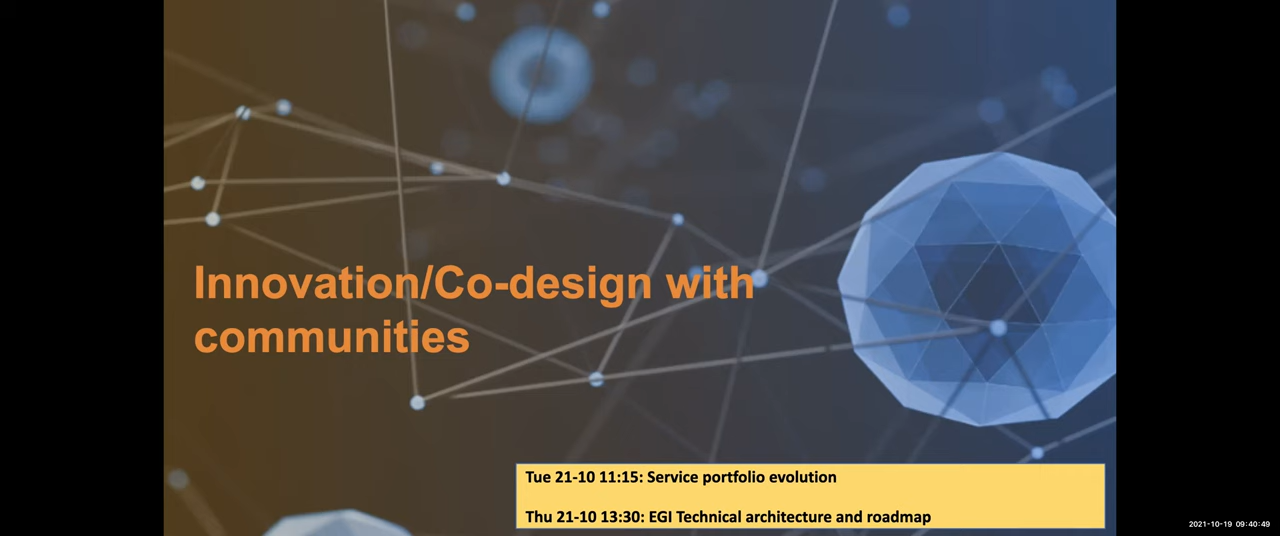 Innovation/Co-design with
communities
Tue 21-10 11:15: Service portfolio evolution
Thu 21-10 13:30: EGI Technical architecture and roadmap
2021-10-19 09:40:49